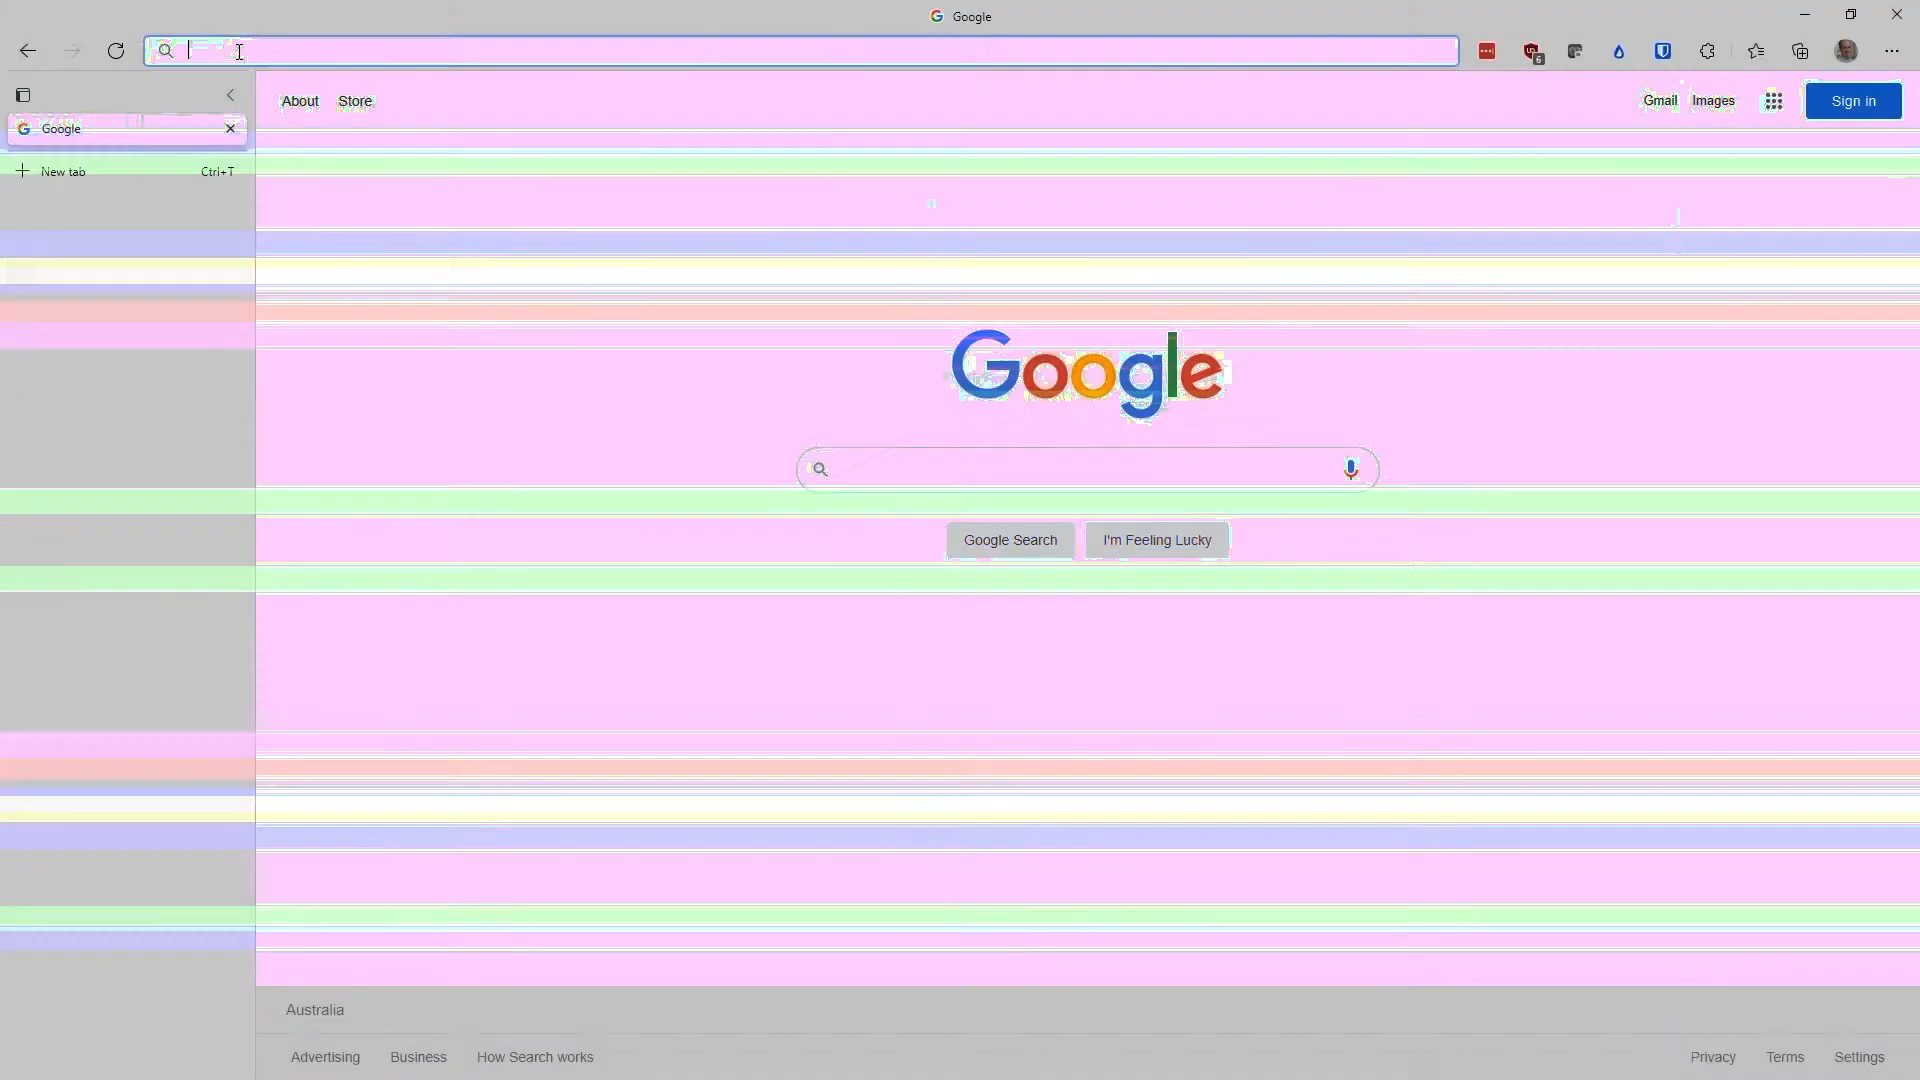 Google
About Store
Gmail Images
Sign in
Google
New tab Ctrl+T
Google
Google Search I'm Feeling Lucky
Australia
Advertising Business How Search works
Privacy Terms Settings